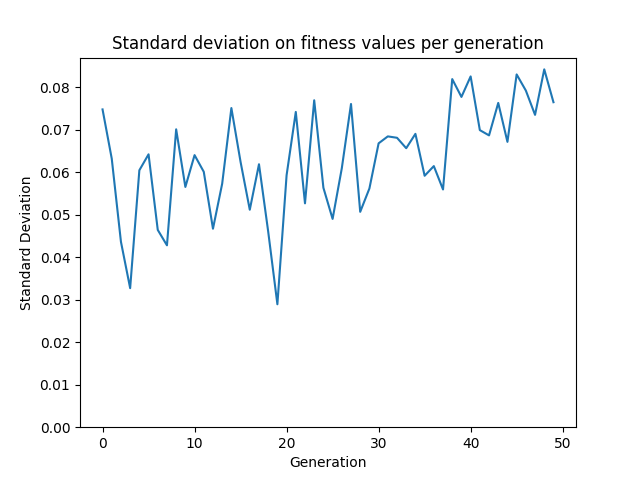 Standard deviation on fitness values per generation
0.08
0.07
0.06
0.05
0.04
0.03
0.02
0.01
0.00
Standard Deviation
0 10 20 30 40 50
Generation